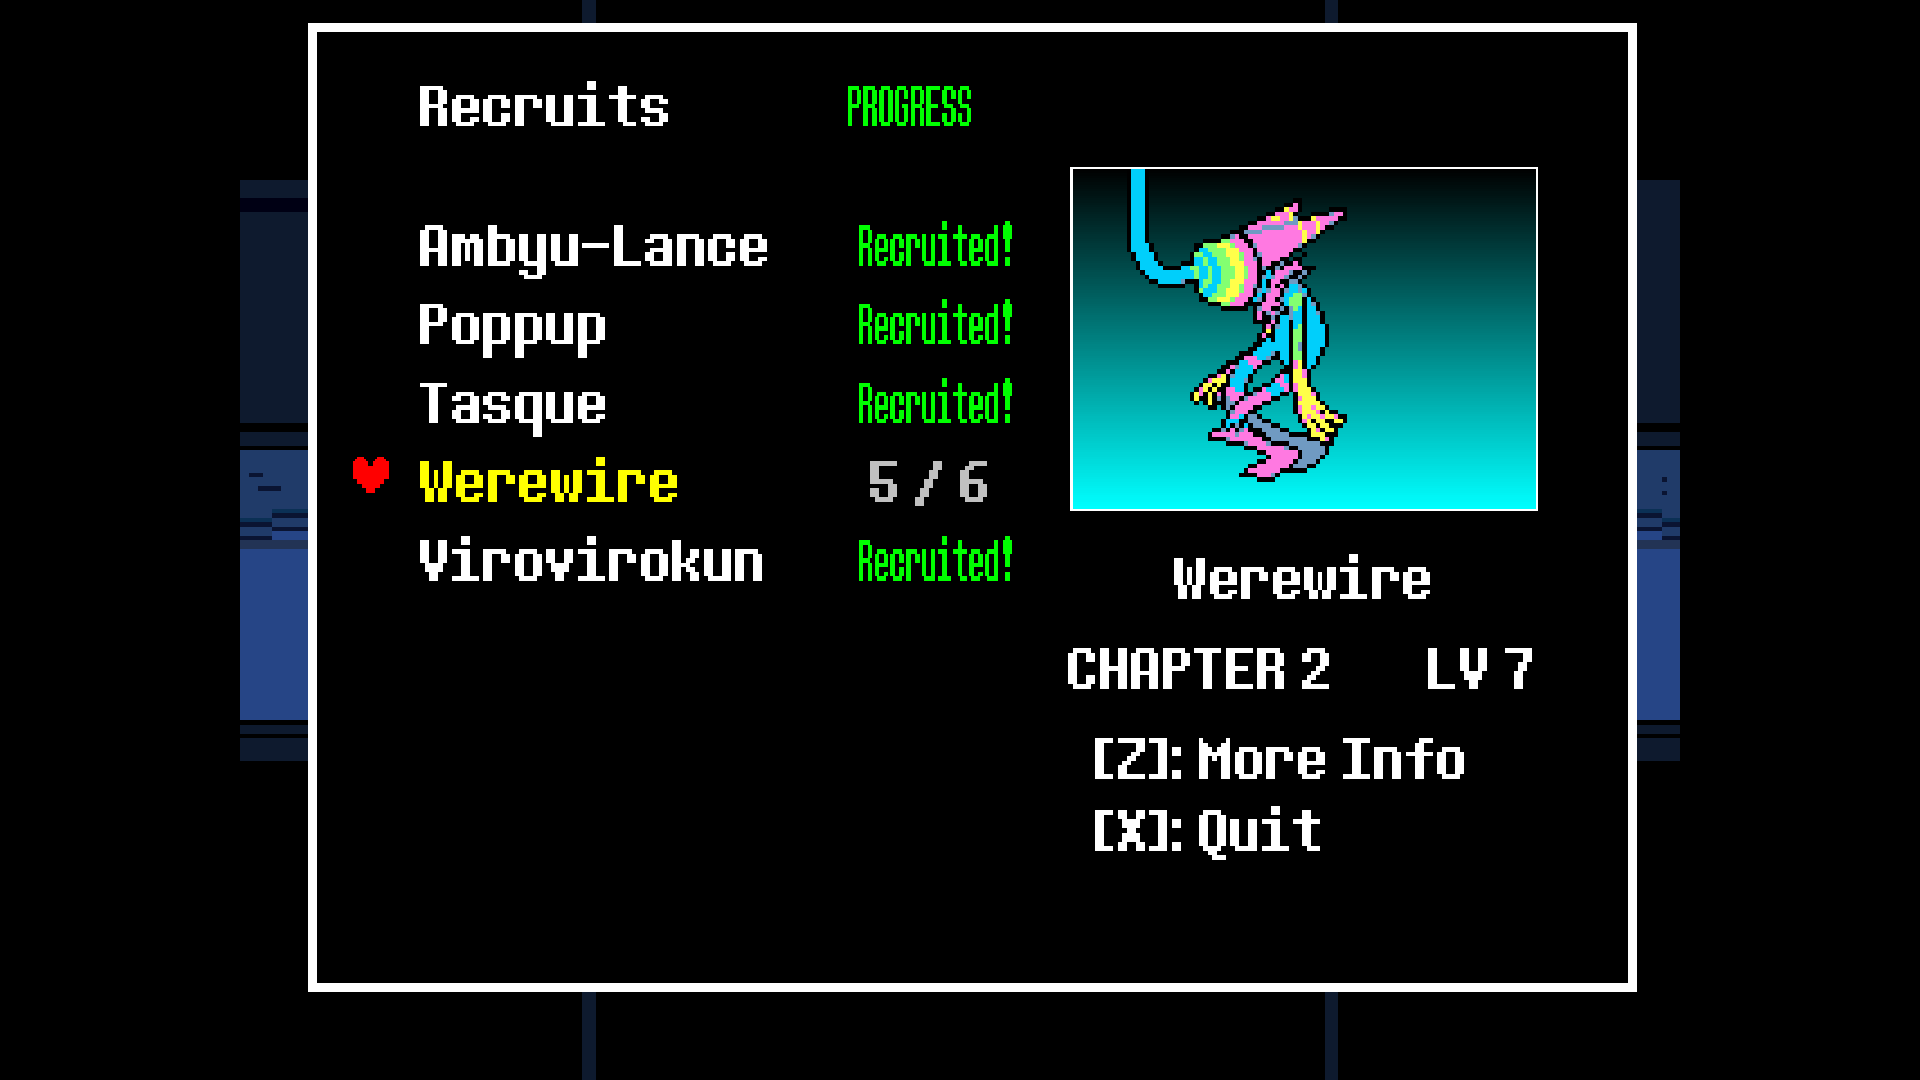 Recruits PROGRESS
Ambyu-Lance Recruited!
Poppup Recruited!
Tasque Recruited!
Werewire 5 / 6
Virovirokun Recruited!
Werewire
CHAPTER 2 LV 7
[Z]: More Info
[X]: Quit